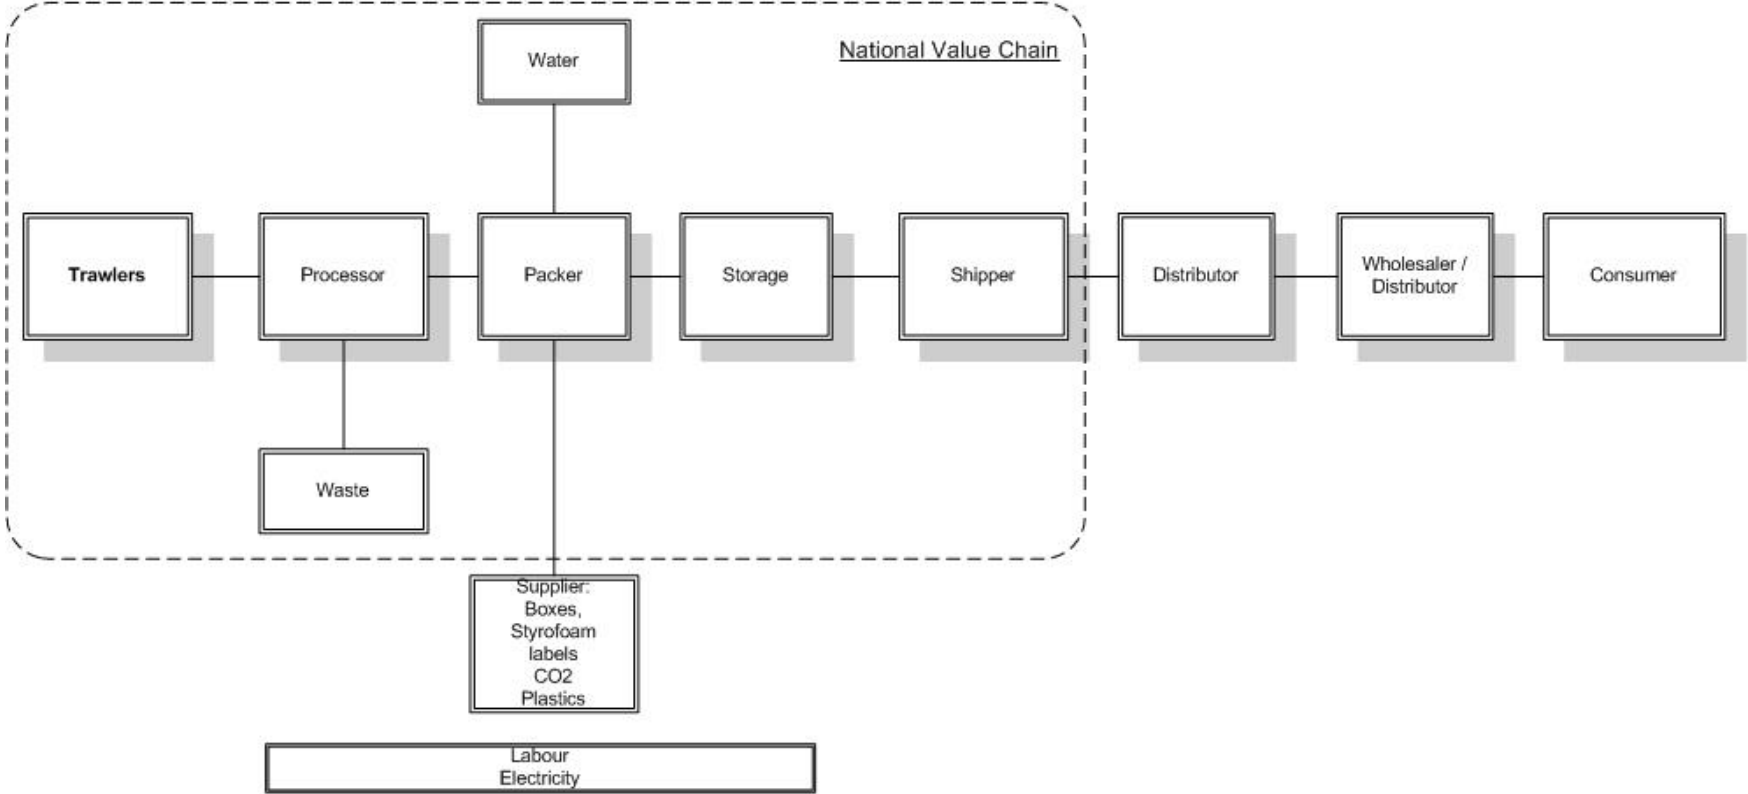 National Value Chain
Water
Trawlers
Processor
Packer
Storage
Shipper
Distributor
Wholesaler /
Distributor
Consumer
Waste
Supplier:
Boxes,
Styrofoam
labels
CO2
Plastics
Labour
Electricity